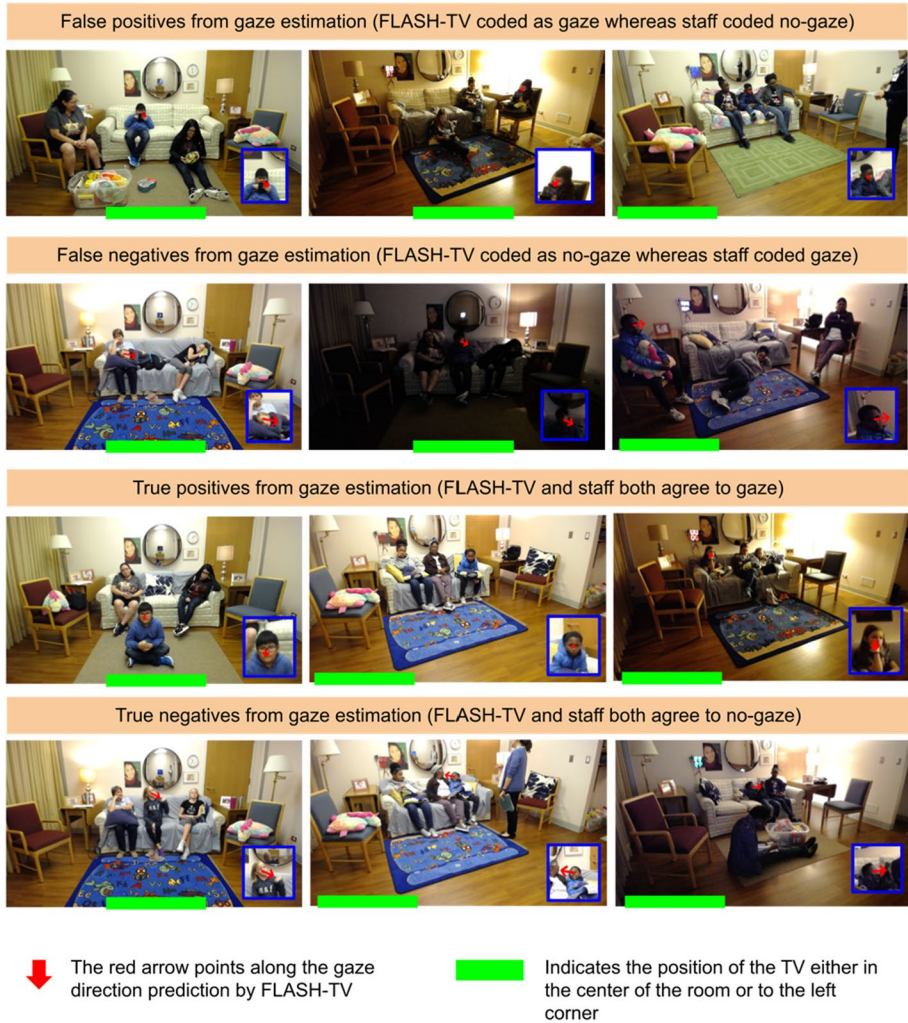 False positives from gaze estimation (FLASH-TV coded as gaze whereas staff coded no-gaze)
False negatives from gaze estimation (FLASH-TV coded as no-gaze whereas staff coded gaze)
True positives from gaze estimation (FLASH-TV and staff both agree to gaze)
True negatives from gaze estimation (FLASH-TV and staff both agree to no-gaze)
The red arrow points along the gaze
direction prediction by FLASH-TV
Indicates the position of the TV either in
the center of the room or to the left
corner